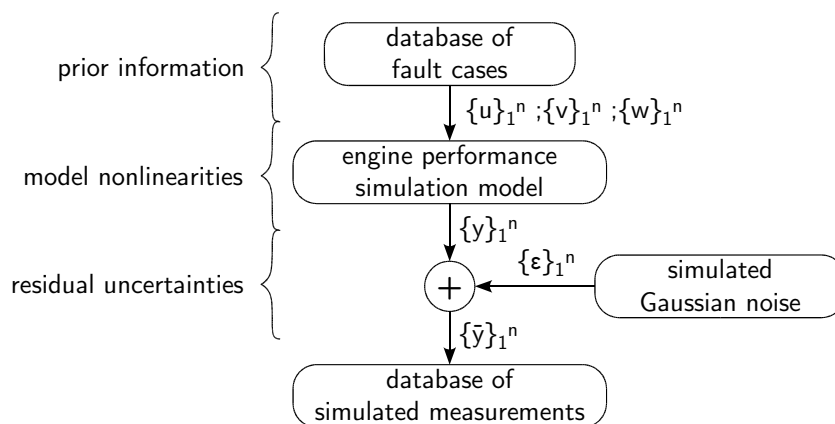 database of
fault cases
prior information
{u}₁ⁿ ;{v}₁ⁿ ;{w}₁ⁿ
engine performance
simulation model
model nonlinearities
{y}₁ⁿ
{ε}₁ⁿ
simulated
Gaussian noise
residual uncertainties
+
{ȳ}₁ⁿ
database of
simulated measurements